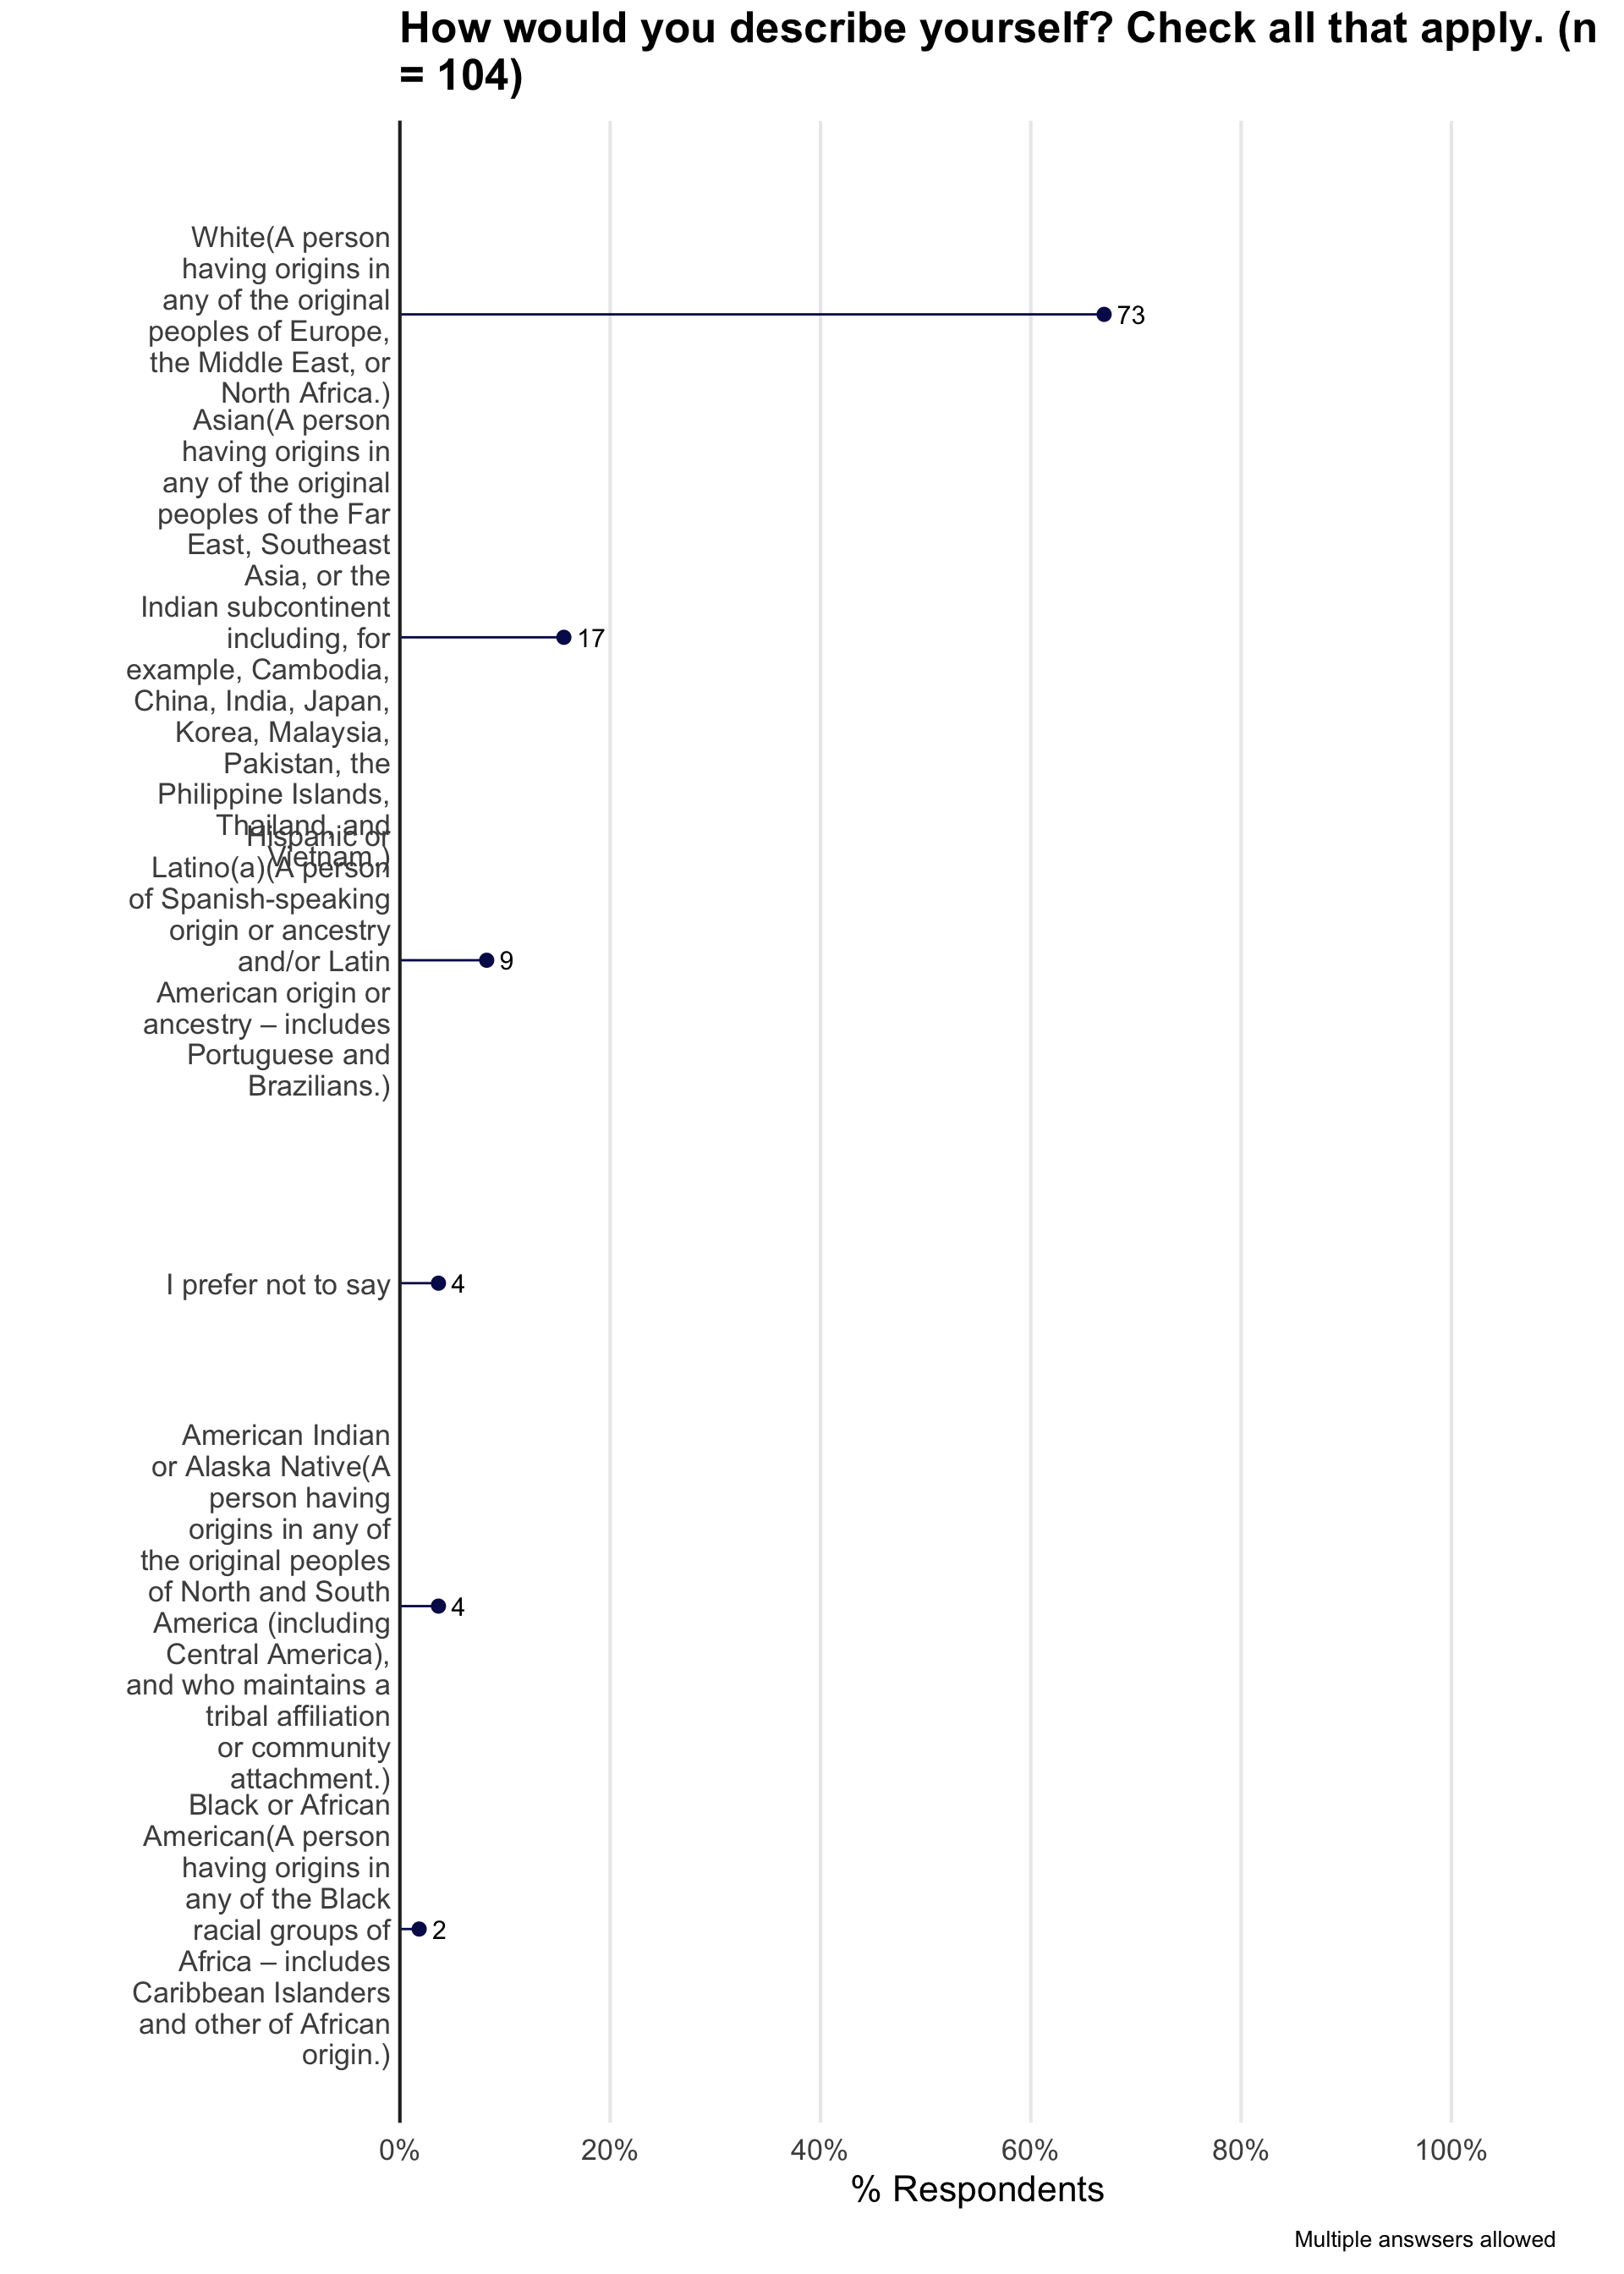 How would you describe yourself? Check all that apply. (n
= 104)
White(A person
having origins in
any of the original
peoples of Europe,
the Middle East, or
North Africa.)
73
Asian(A person
having origins in
any of the original
peoples of the Far
East, Southeast
Asia, or the
Indian subcontinent
including, for
example, Cambodia,
China, India, Japan,
Korea, Malaysia,
Pakistan, the
Philippine Islands,
Thailand, and
Vietnam.)
17
Hispanic or
Latino(a)(A person
of Spanish-speaking
origin or ancestry
and/or Latin
American origin or
ancestry – includes
Portuguese and
Brazilians.)
9
I prefer not to say
4
American Indian
or Alaska Native(A
person having
origins in any of
the original peoples
of North and South
America (including
Central America),
and who maintains a
tribal affiliation
or community
attachment.)
4
Black or African
American(A person
having origins in
any of the Black
racial groups of
Africa – includes
Caribbean Islanders
and other of African
origin.)
2
0% 20% 40% 60% 80% 100%
% Respondents
Multiple answsers allowed